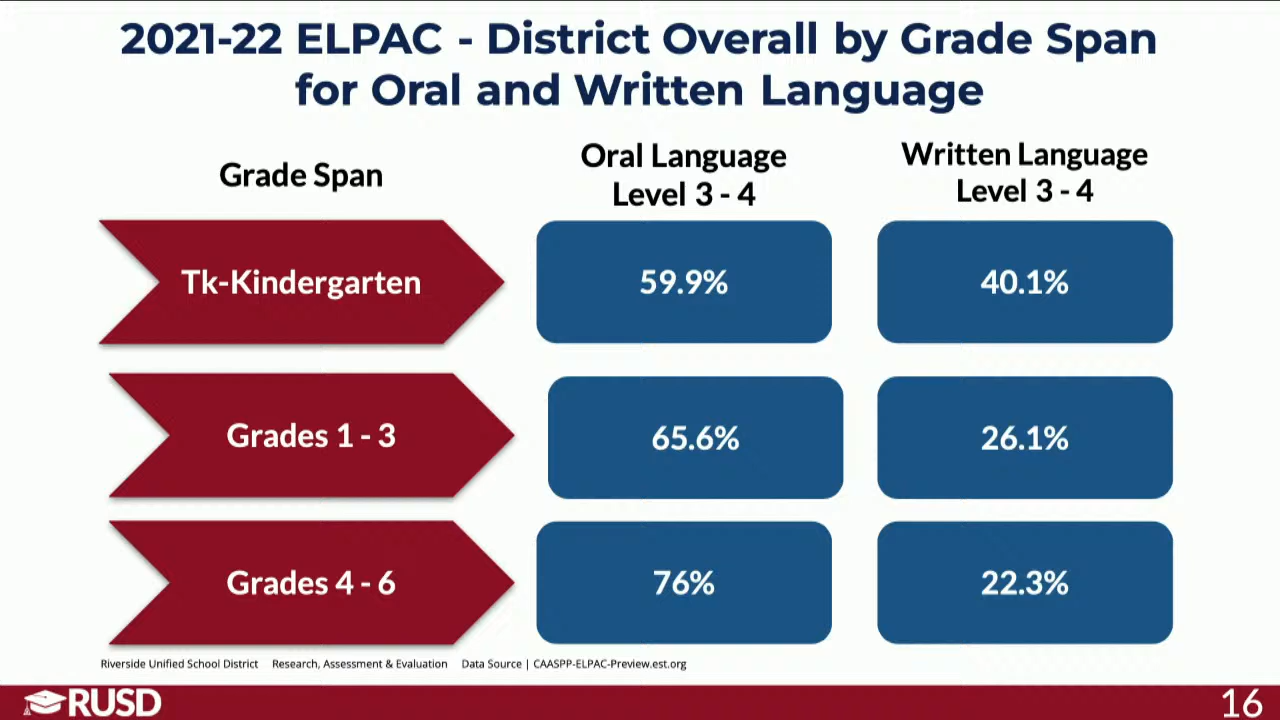 2021-22 ELPAC - District Overall by Grade Span
for Oral and Written Language
Grade Span
Oral Language
Level 3 - 4
Written Language
Level 3 - 4
Tk-Kindergarten
59.9%
40.1%
Grades 1 - 3
65.6%
26.1%
Grades 4 - 6
76%
22.3%
Riverside Unified School District Research, Assessment & Evaluation Data Source | CAASPP-ELPAC-Preview.est.org
RUSD
16